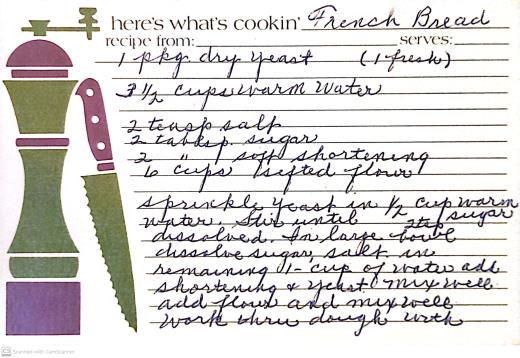 here's what's cookin' French Bread
recipe from: serves:
1 pkg dry yeast (1 fresh)
½ cups warm water
2 teasp salt
2 tablesp. sugar
2 " soft shortening
6 cups sifted flour
sprinkle yeast in ½ cup warm
water. Stir until sugar
dissolved. In large bowl
dissolve sugar, salt in
remaining 1- cup of water add
shortening & yeast mix well
add flour and mix well
work thru dough with
CS Scanned with CamScanner